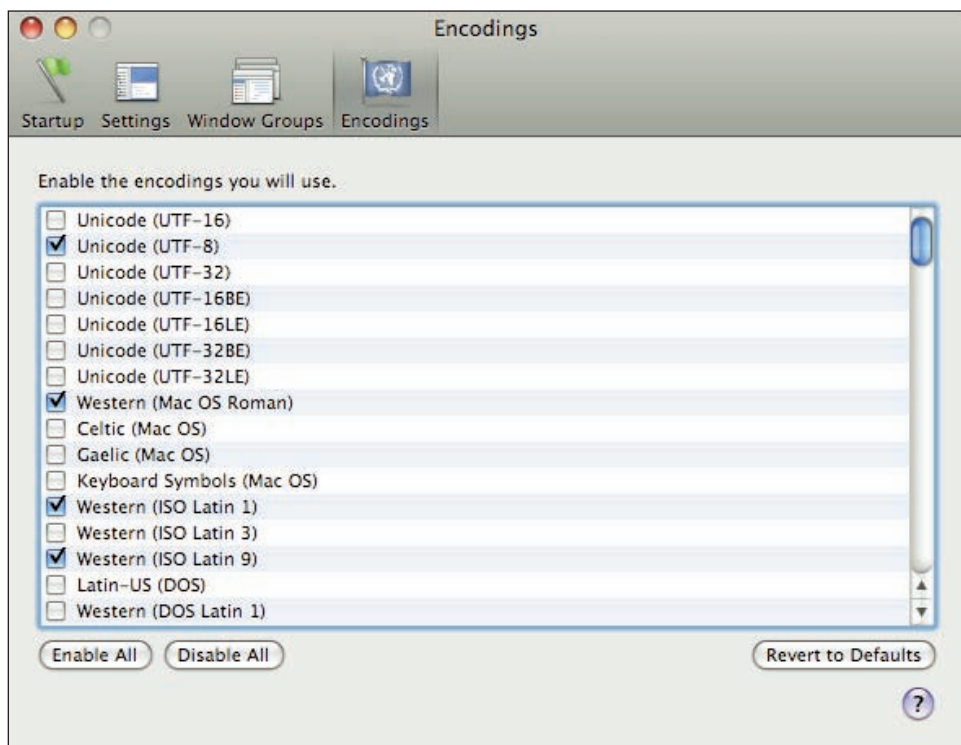 Encodings
Startup Settings Window Groups Encodings
Enable the encodings you will use.
Unicode (UTF-16)
Unicode (UTF-8)
Unicode (UTF-32)
Unicode (UTF-16BE)
Unicode (UTF-16LE)
Unicode (UTF-32BE)
Unicode (UTF-32LE)
Western (Mac OS Roman)
Celtic (Mac OS)
Gaelic (Mac OS)
Keyboard Symbols (Mac OS)
Western (ISO Latin 1)
Western (ISO Latin 3)
Western (ISO Latin 9)
Latin-US (DOS)
Western (DOS Latin 1)
Enable All Disable All Revert to Defaults
?